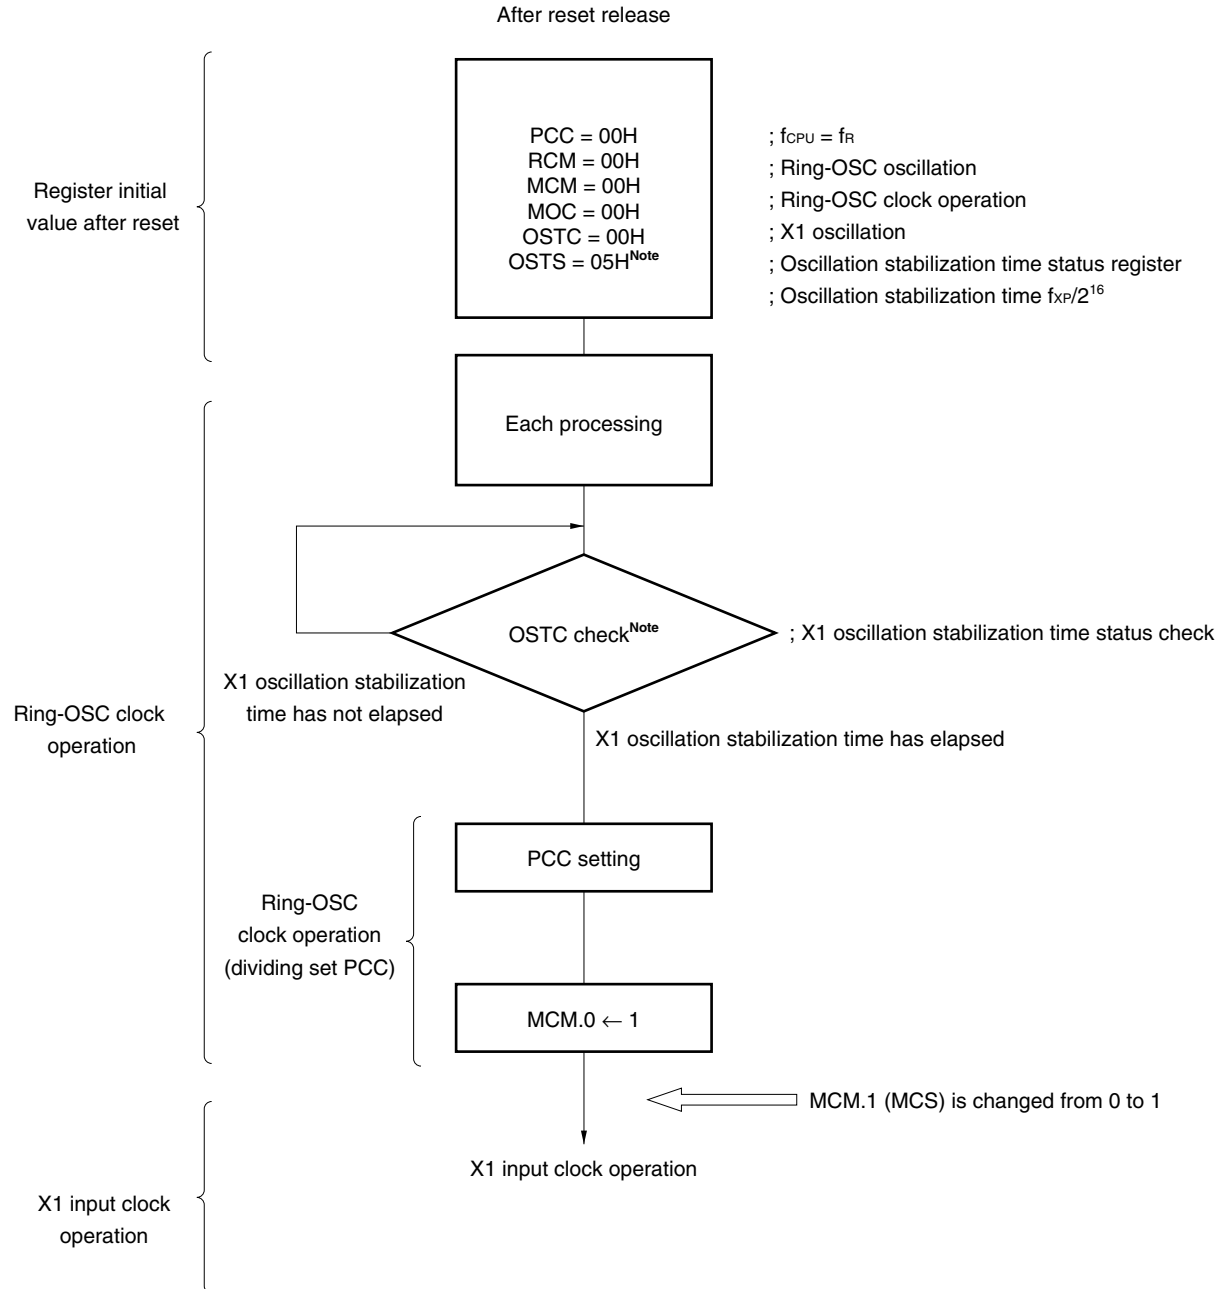 After reset release
Register initial
value after reset
PCC = 00H
RCM = 00H
MCM = 00H
MOC = 00H
OSTC = 00H
OSTS = 05HNote
; fCPU = fR
; Ring-OSC oscillation
; Ring-OSC clock operation
; X1 oscillation
; Oscillation stabilization time status register
; Oscillation stabilization time fXP/2^16
Each processing
OSTC checkNote
; X1 oscillation stabilization time status check
X1 oscillation stabilization
time has not elapsed
Ring-OSC clock
operation
X1 oscillation stabilization time has elapsed
PCC setting
Ring-OSC
clock operation
(dividing set PCC)
MCM.0 ← 1
MCM.1 (MCS) is changed from 0 to 1
X1 input clock operation
X1 input clock
operation